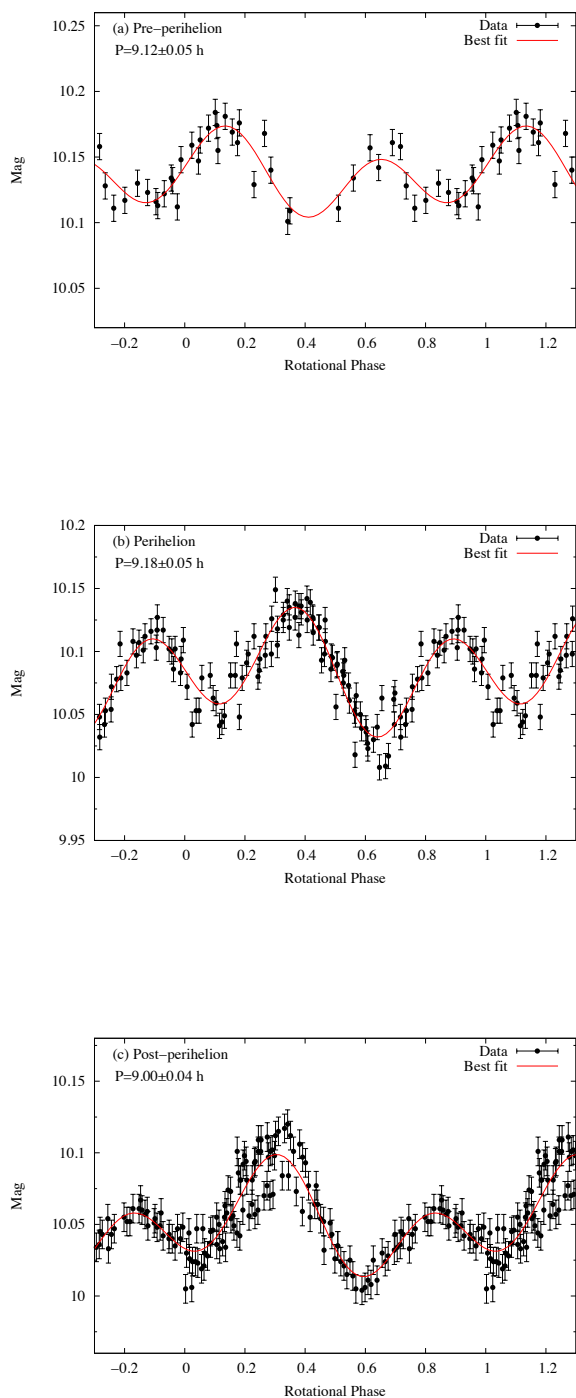 (a) Pre−perihelion
P=9.12±0.05 h
Data
Best fit
10.25
10.2
10.15
10.1
10.05
Mag
−0.2 0 0.2 0.4 0.6 0.8 1 1.2
Rotational Phase
(b) Perihelion
P=9.18±0.05 h
Data
Best fit
10.2
10.15
10.1
10.05
10
9.95
Mag
−0.2 0 0.2 0.4 0.6 0.8 1 1.2
Rotational Phase
(c) Post−perihelion
P=9.00±0.04 h
Data
Best fit
10.15
10.1
10.05
10
Mag
−0.2 0 0.2 0.4 0.6 0.8 1 1.2
Rotational Phase